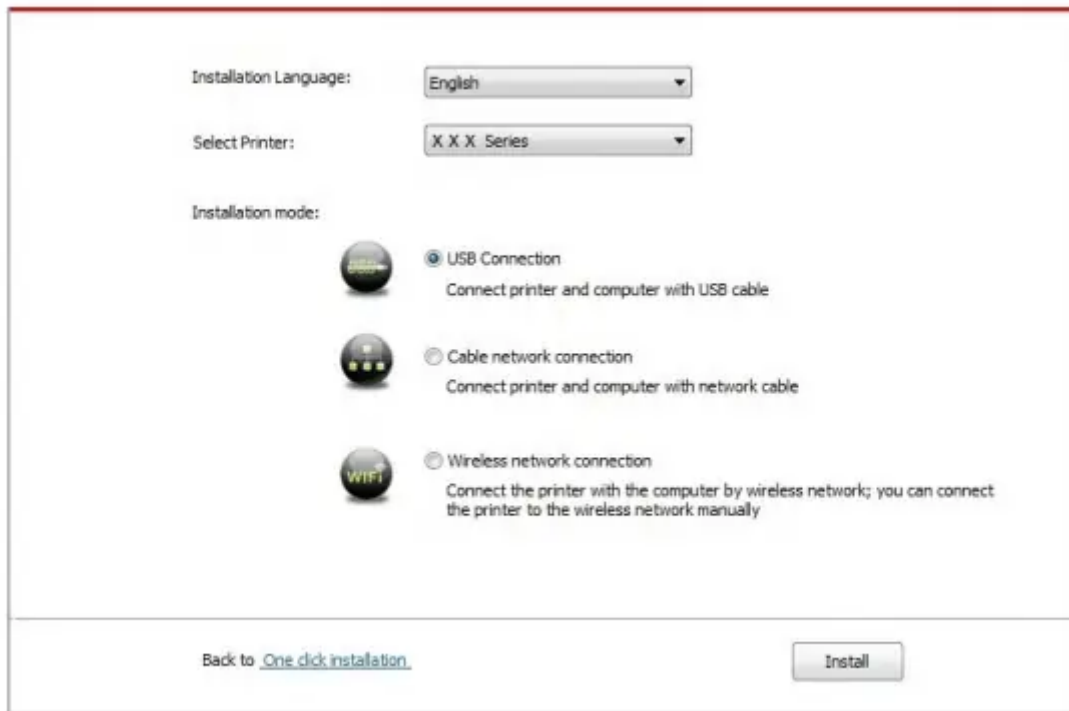 Installation Language:
English
Select Printer:
X X X Series
Installation mode:
USB Connection
Connect printer and computer with USB cable
Cable network connection
Connect printer and computer with network cable
WiFi
Wireless network connection
Connect the printer with the computer by wireless network; you can connect
the printer to the wireless network manually
Back to One click installation
Install